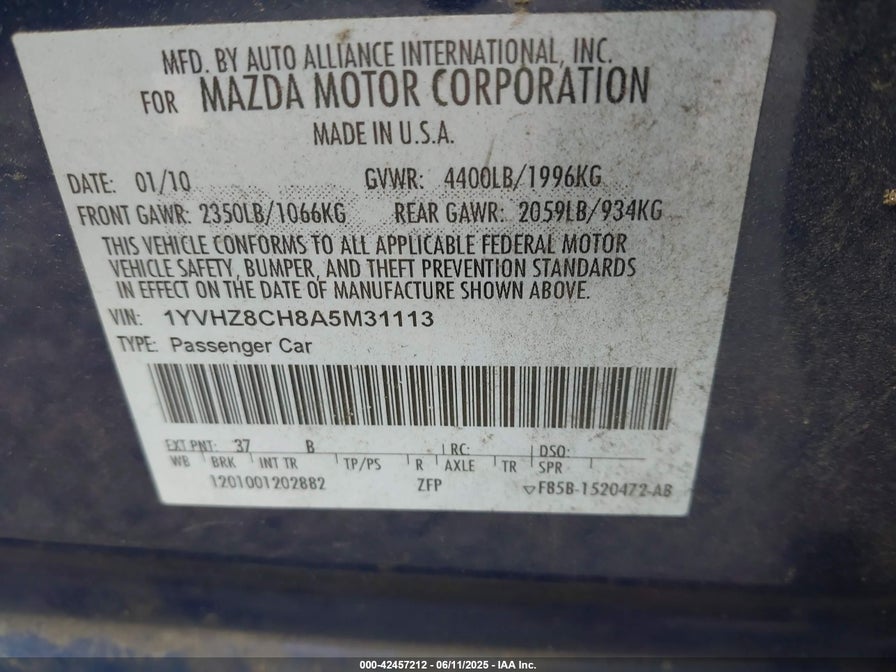 MFD. BY AUTO ALLIANCE INTERNATIONAL, INC.
FOR MAZDA MOTOR CORPORATION
MADE IN U.S.A.
DATE: 01/10 GVWR: 4400LB/1996KG
FRONT GAWR: 2350LB/1066KG REAR GAWR: 2059LB/934KG
THIS VEHICLE CONFORMS TO ALL APPLICABLE FEDERAL MOTOR
VEHICLE SAFETY, BUMPER, AND THEFT PREVENTION STANDARDS
IN EFFECT ON THE DATE OF MANUFACTURE SHOWN ABOVE.
VIN: 1YVHZ8CH8A5M31113
TYPE: Passenger Car
EXT PNT: 37 B RC: DSO:
WB BRK INT TR TP/PS R AXLE TR SPR
1201001202882 ZFP ▽F85B-1520472-AB
000-42457212 - 06/11/2025 - IAA Inc.